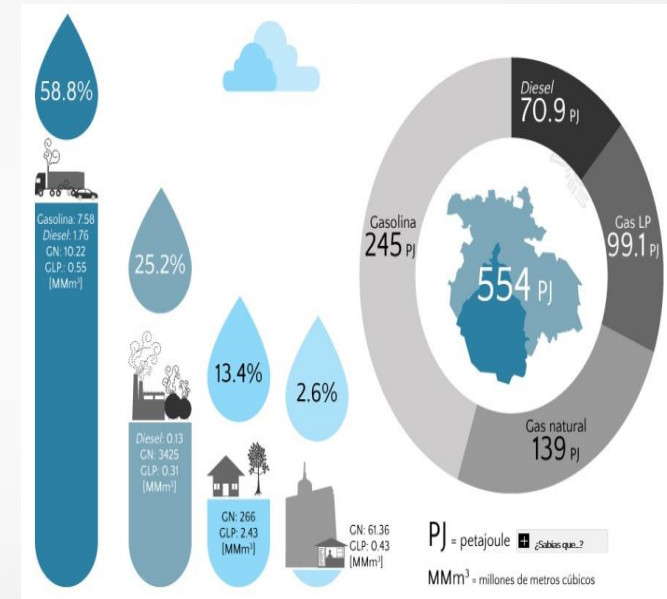 58.8%
Gasolina: 7.58
Diesel: 1.76
GN: 10.22
GLP.: 0.55
[MMm³]
25.2%
Diesel: 0.13
GN: 3425
GLP: 0.31
[MMm³]
13.4%
GN: 266
GLP: 2.43
[MMm³]
2.6%
GN: 61.36
GLP: 0.43
[MMm³]
Diesel
70.9 PJ
Gas LP
99.1 PJ
Gasolina
245 PJ
554 PJ
Gas natural
139 PJ
PJ = petajoule + ¿Sabías que..?
MMm³ = millones de metros cúbicos